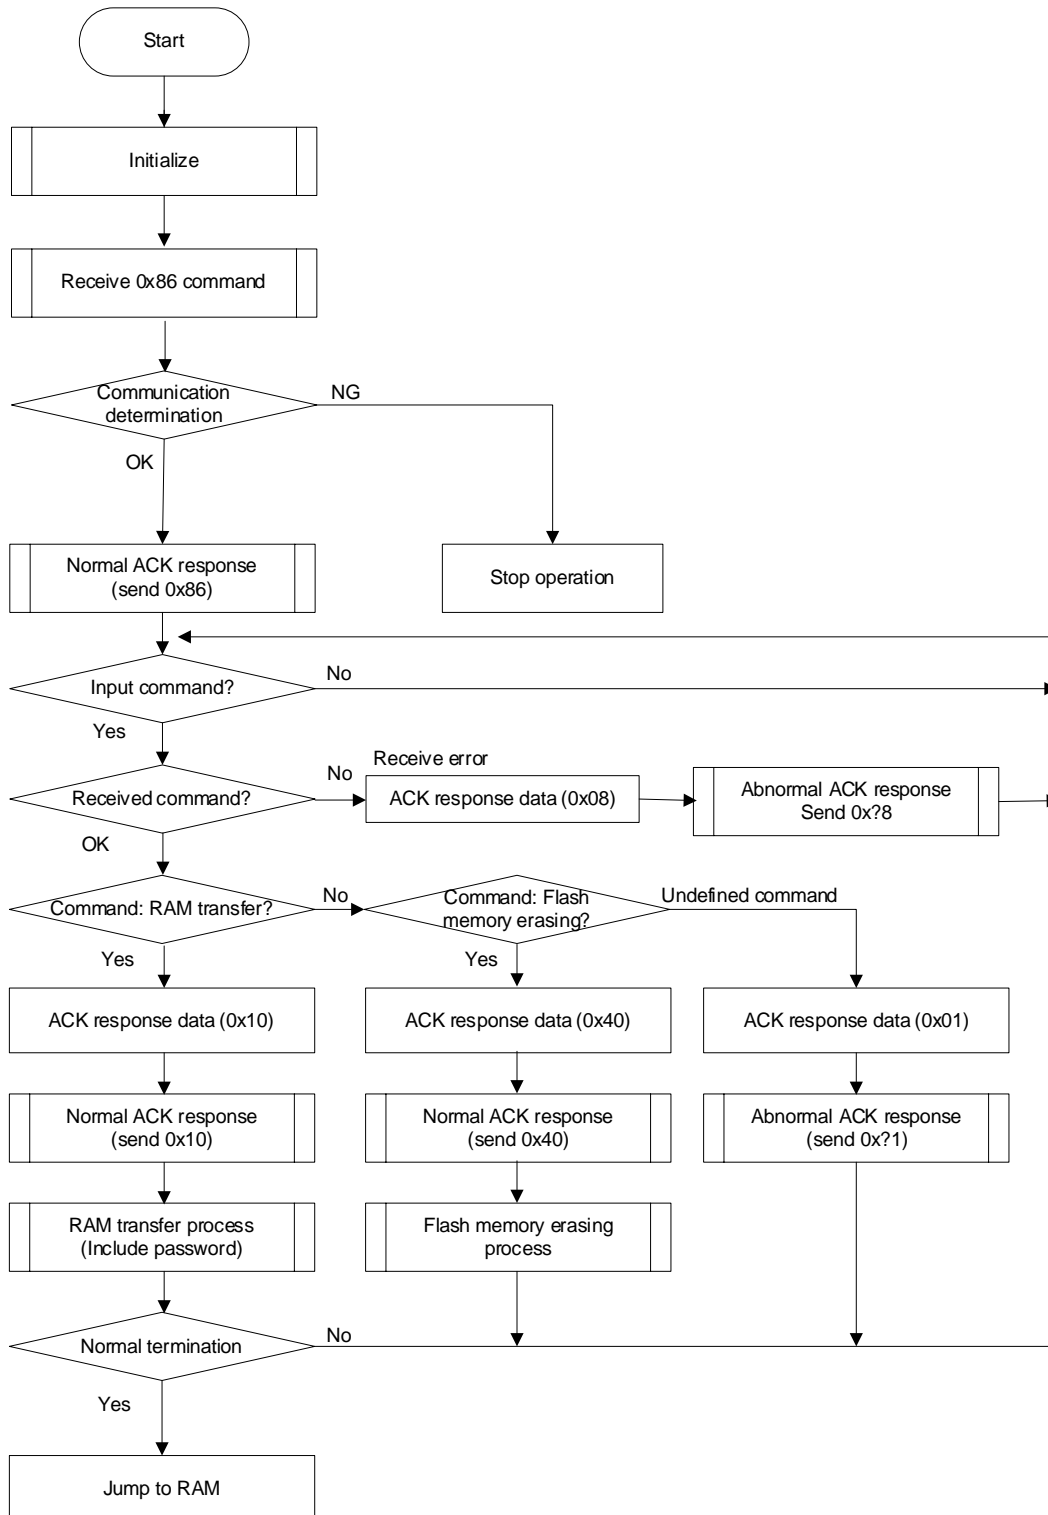 Start
Initialize
Receive 0x86 command
Communication
determination
NG
OK
Normal ACK response
(send 0x86)
Stop operation
Input command?
No
Yes
Received command?
No
Receive error
ACK response data (0x08)
Abnormal ACK response
Send 0x?8
OK
Command: RAM transfer?
No
Command: Flash
memory erasing?
Undefined command
Yes
Yes
ACK response data (0x10)
ACK response data (0x40)
ACK response data (0x01)
Normal ACK response
(send 0x10)
Normal ACK response
(send 0x40)
Abnormal ACK response
(send 0x?1)
RAM transfer process
(Include password)
Flash memory erasing
process
Normal termination
No
Yes
Jump to RAM